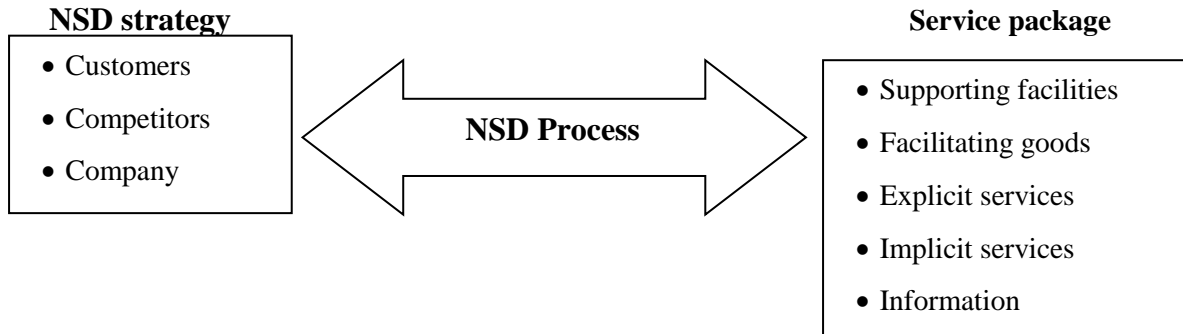 NSD strategy
• Customers
• Competitors
• Company
NSD Process
Service package
• Supporting facilities
• Facilitating goods
• Explicit services
• Implicit services
• Information